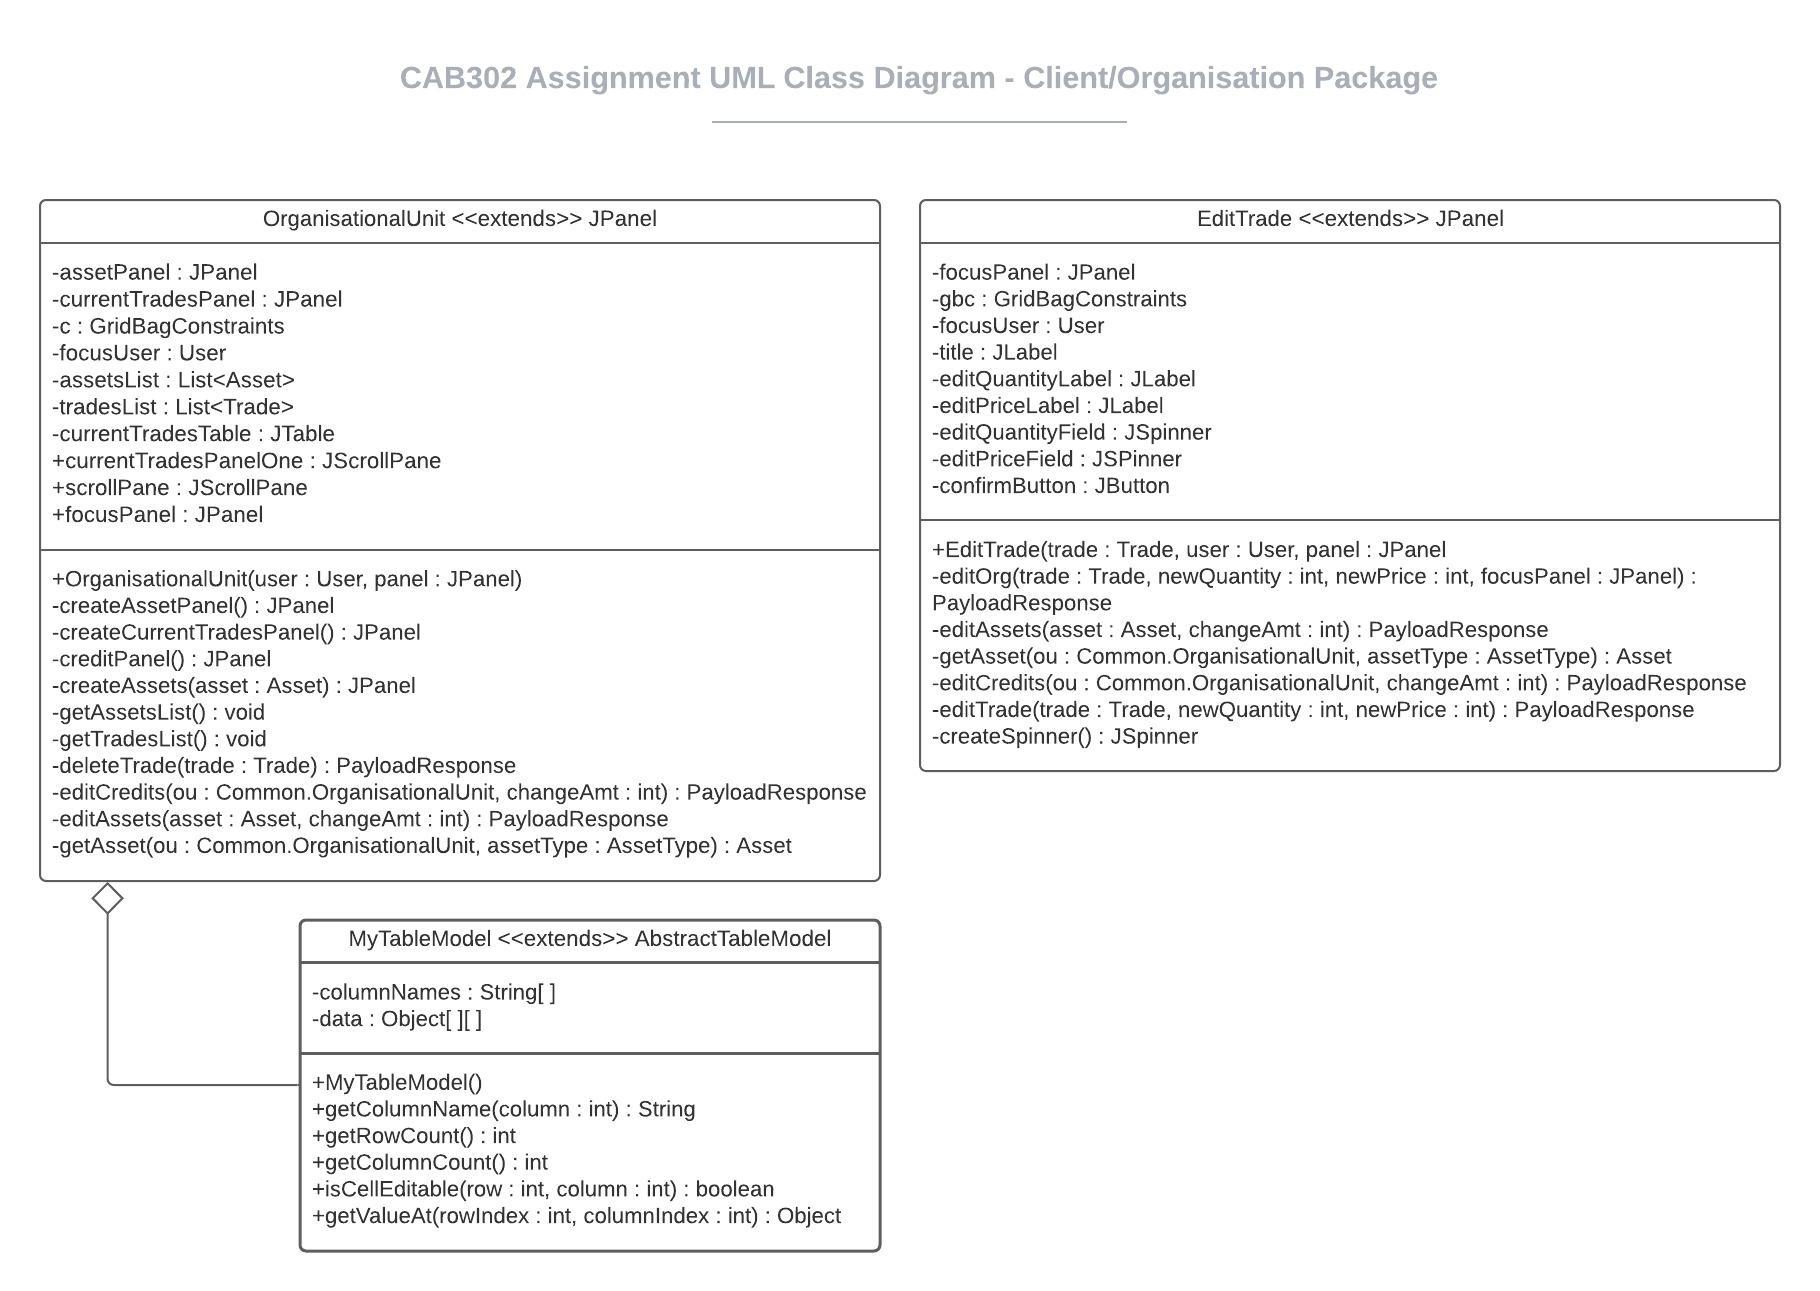 CAB302 Assignment UML Class Diagram - Client/Organisation Package
OrganisationalUnit <<extends>> JPanel
-assetPanel : JPanel
-currentTradesPanel : JPanel
-c : GridBagConstraints
-focusUser : User
-assetsList : List<Asset>
-tradesList : List<Trade>
-currentTradesTable : JTable
+currentTradesPanelOne : JScrollPane
+scrollPane : JScrollPane
+focusPanel : JPanel
+OrganisationalUnit(user : User, panel : JPanel)
-createAssetPanel() : JPanel
-createCurrentTradesPanel() : JPanel
-creditPanel() : JPanel
-createAssets(asset : Asset) : JPanel
-getAssetsList() : void
-getTradesList() : void
-deleteTrade(trade : Trade) : PayloadResponse
-editCredits(ou : Common.OrganisationalUnit, changeAmt : int) : PayloadResponse
-editAssets(asset : Asset, changeAmt : int) : PayloadResponse
-getAsset(ou : Common.OrganisationalUnit, assetType : AssetType) : Asset
EditTrade <<extends>> JPanel
-focusPanel : JPanel
-gbc : GridBagConstraints
-focusUser : User
-title : JLabel
-editQuantityLabel : JLabel
-editPriceLabel : JLabel
-editQuantityField : JSpinner
-editPriceField : JSPinner
-confirmButton : JButton
+EditTrade(trade : Trade, user : User, panel : JPanel
-editOrg(trade : Trade, newQuantity : int, newPrice : int, focusPanel : JPanel) :
PayloadResponse
-editAssets(asset : Asset, changeAmt : int) : PayloadResponse
-getAsset(ou : Common.OrganisationalUnit, assetType : AssetType) : Asset
-editCredits(ou : Common.OrganisationalUnit, changeAmt : int) : PayloadResponse
-editTrade(trade : Trade, newQuantity : int, newPrice : int) : PayloadResponse
-createSpinner() : JSpinner
MyTableModel <<extends>> AbstractTableModel
-columnNames : String[ ]
-data : Object[ ][ ]
+MyTableModel()
+getColumnName(column : int) : String
+getRowCount() : int
+getColumnCount() : int
+isCellEditable(row : int, column : int) : boolean
+getValueAt(rowIndex : int, columnIndex : int) : Object